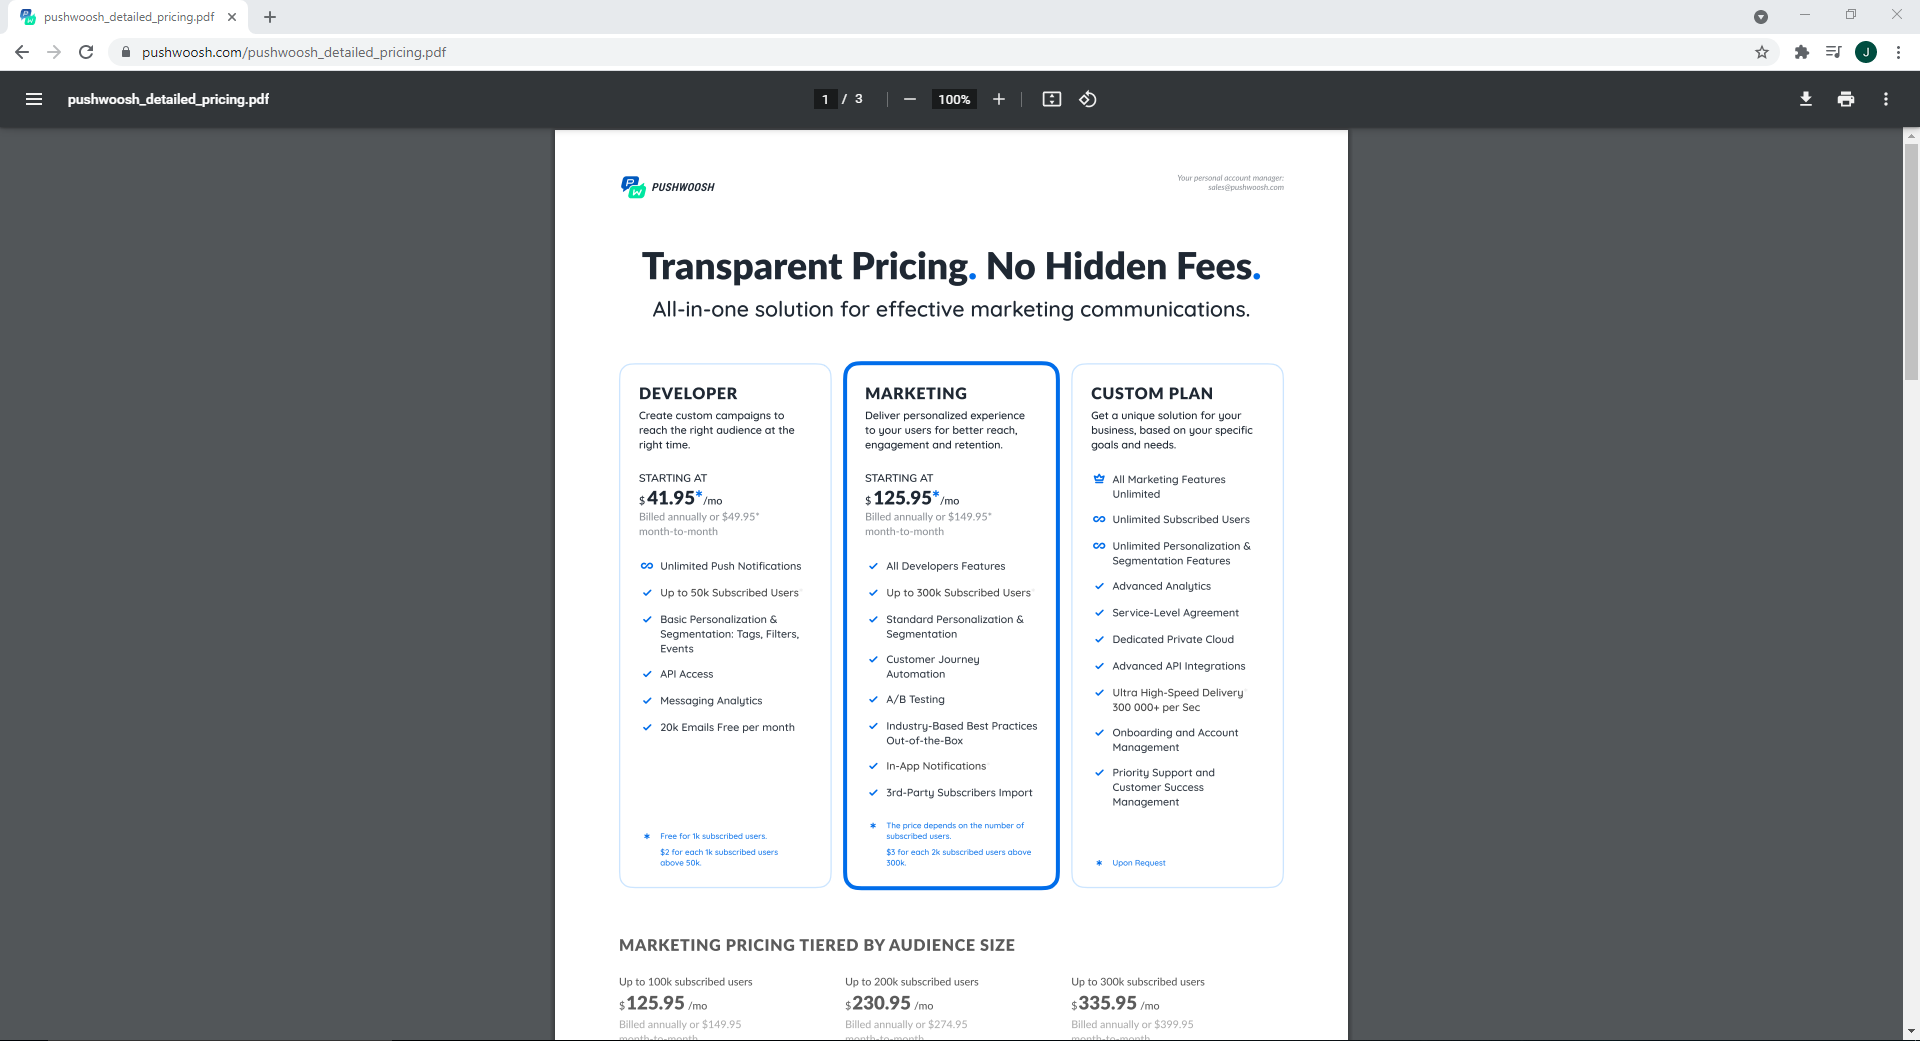 pushwoosh_detailed_pricing.pdf
pushwoosh.com/pushwoosh_detailed_pricing.pdf
J
pushwoosh_detailed_pricing.pdf
1 / 3
100%
PW PUSHWOOSH
Your personal account manager:
sales@pushwoosh.com
Transparent Pricing. No Hidden Fees.
All-in-one solution for effective marketing communications.
DEVELOPER
Create custom campaigns to
reach the right audience at the
right time.
STARTING AT
$41.95*/mo
Billed annually or $49.95*
month-to-month
Unlimited Push Notifications
Up to 50k Subscribed Users
Basic Personalization &
Segmentation: Tags, Filters,
Events
API Access
Messaging Analytics
20k Emails Free per month
* Free for 1k subscribed users.
$2 for each 1k subscribed users
above 50k.
MARKETING
Deliver personalized experience
to your users for better reach,
engagement and retention.
STARTING AT
$125.95*/mo
Billed annually or $149.95*
month-to-month
All Developers Features
Up to 300k Subscribed Users
Standard Personalization &
Segmentation
Customer Journey
Automation
A/B Testing
Industry-Based Best Practices
Out-of-the-Box
In-App Notifications
3rd-Party Subscribers Import
* The price depends on the number of
subscribed users.
$3 for each 2k subscribed users above
300k.
CUSTOM PLAN
Get a unique solution for your
business, based on your specific
goals and needs.
All Marketing Features
Unlimited
Unlimited Subscribed Users
Unlimited Personalization &
Segmentation Features
Advanced Analytics
Service-Level Agreement
Dedicated Private Cloud
Advanced API Integrations
Ultra High-Speed Delivery
300 000+ per Sec
Onboarding and Account
Management
Priority Support and
Customer Success
Management
* Upon Request
MARKETING PRICING TIERED BY AUDIENCE SIZE
Up to 100k subscribed users
$125.95 /mo
Billed annually or $149.95
month-to-month
Up to 200k subscribed users
$230.95 /mo
Billed annually or $274.95
month-to-month
Up to 300k subscribed users
$335.95 /mo
Billed annually or $399.95
month-to-month